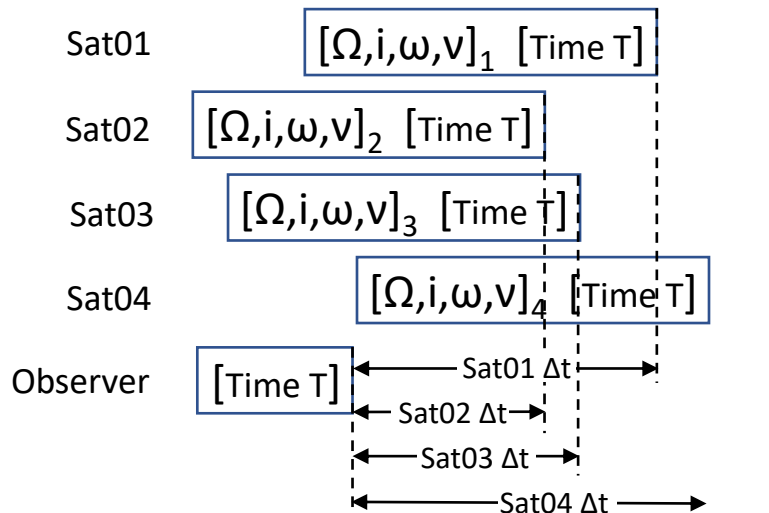 Sat01 [Ω,i,ω,ν]₁ [Time T]
Sat02 [Ω,i,ω,ν]₂ [Time T]
Sat03 [Ω,i,ω,ν]₃ [Time T]
Sat04 [Ω,i,ω,ν]₄ [Time T]
Observer [Time T] Sat01 Δt
Sat02 Δt
Sat03 Δt
Sat04 Δt